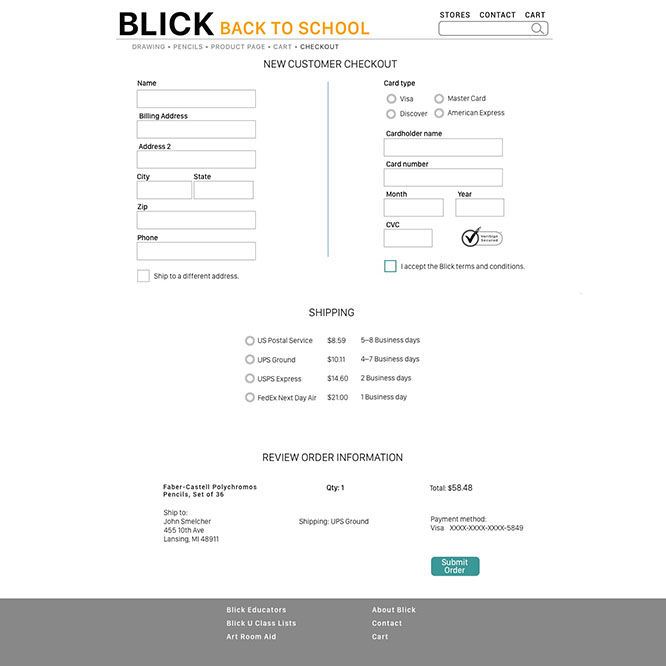 BLICK BACK TO SCHOOL
STORES CONTACT CART
DRAWING • PENCILS • PRODUCT PAGE • CART • CHECKOUT
NEW CUSTOMER CHECKOUT
Name
Billing Address
Address 2
City State
Zip
Phone
Ship to a different address.
Card type
Visa Master Card
Discover American Express
Cardholder name
Card number
Month Year
CVC
VeriSign
Secured
I accept the Blick terms and conditions.
SHIPPING
US Postal Service $8.59 5–8 Business days
UPS Ground $10.11 4–7 Business days
USPS Express $14.60 2 Business days
FedEx Next Day Air $21.00 1 Business day
REVIEW ORDER INFORMATION
Faber-Castell Polychromos
Pencils, Set of 36
Qty: 1
Total: $58.48
Ship to:
John Smelcher
455 10th Ave
Lansing, MI 48911
Shipping: UPS Ground
Payment method:
Visa XXXX-XXXX-XXXX-5849
Submit
Order
Blick Educators
Blick U Class Lists
Art Room Aid
About Blick
Contact
Cart